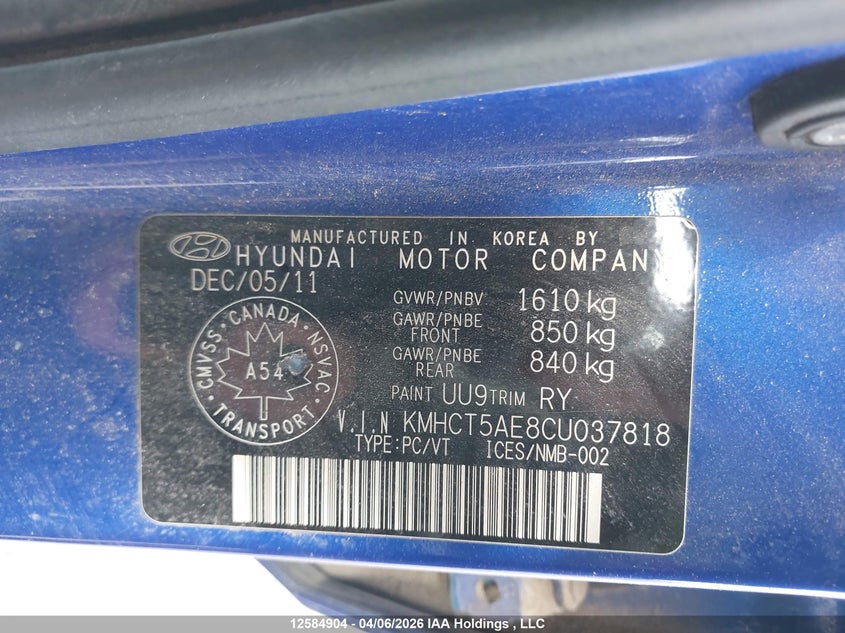 MANUFACTURED IN KOREA BY
HYUNDAI MOTOR COMPANY
DEC/05/11
GVWR/PNBV 1610 kg
GAWR/PNBE FRONT 850 kg
GAWR/PNBE REAR 840 kg
CANADA
CMVSS · NSVAC
A54
TRANSPORT
PAINT UU9 TRIM RY
V.I.N KMHCT5AE8CU037818
TYPE:PC/VT ICES/NMB-002
12584904 - 04/06/2026 IAA Holdings , LLC